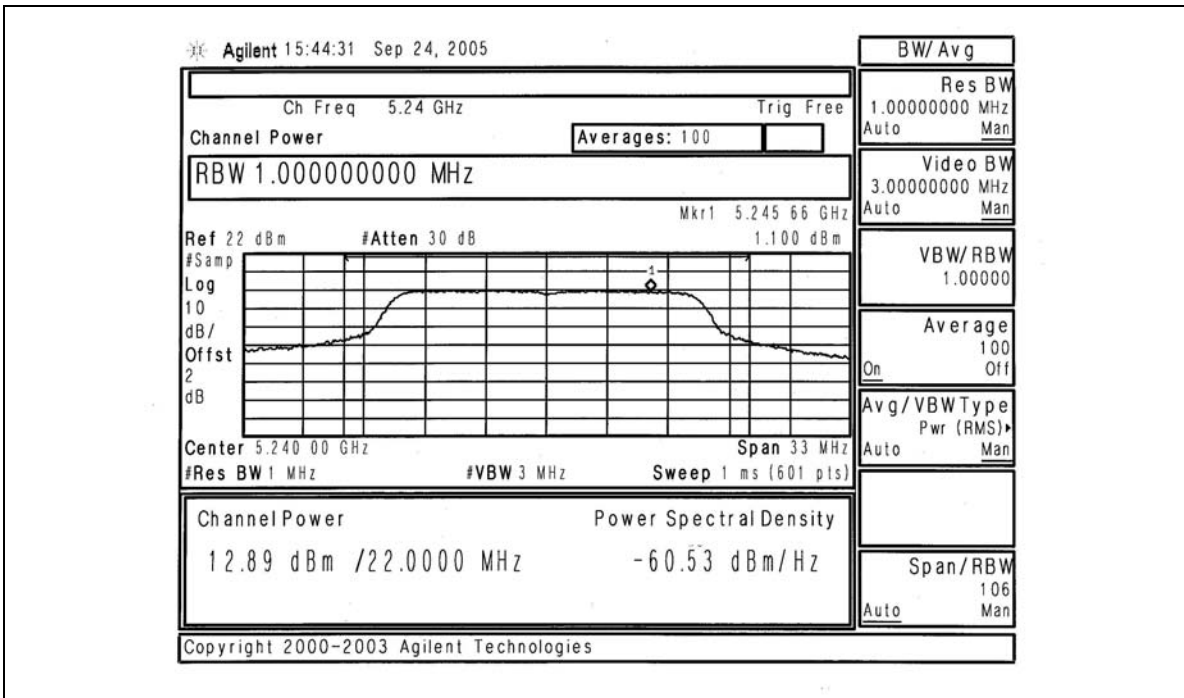 Agilent 15:44:31 Sep 24, 2005
BW/Avg
Ch Freq 5.24 GHz Trig Free
Channel Power
Averages: 100
RBW 1.000000000 MHz
Mkr1 5.245 66 GHz
Ref 22 dBm #Atten 30 dB 1.100 dBm
#Samp
Log
10
dB/
Offst
2
dB
1
Center 5.240 00 GHz Span 33 MHz
#Res BW 1 MHz #VBW 3 MHz Sweep 1 ms (601 pts)
Channel Power Power Spectral Density
12.89 dBm /22.0000 MHz -60.53 dBm/Hz
Res BW
1.00000000 MHz
Auto Man
Video BW
3.00000000 MHz
Auto Man
VBW/RBW
1.00000
Average
100
On Off
Avg/VBW Type
Pwr (RMS)▸
Auto Man
Span/RBW
106
Auto Man
Copyright 2000-2003 Agilent Technologies